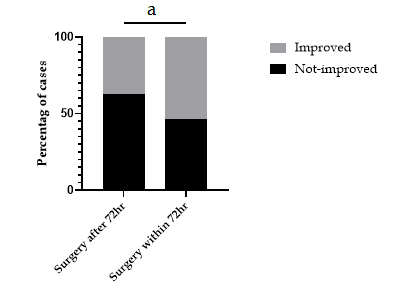 a
Improved
Not-improved
Percentag of cases
100
50
0
Surgery after 72hr
Surgery within 72hr